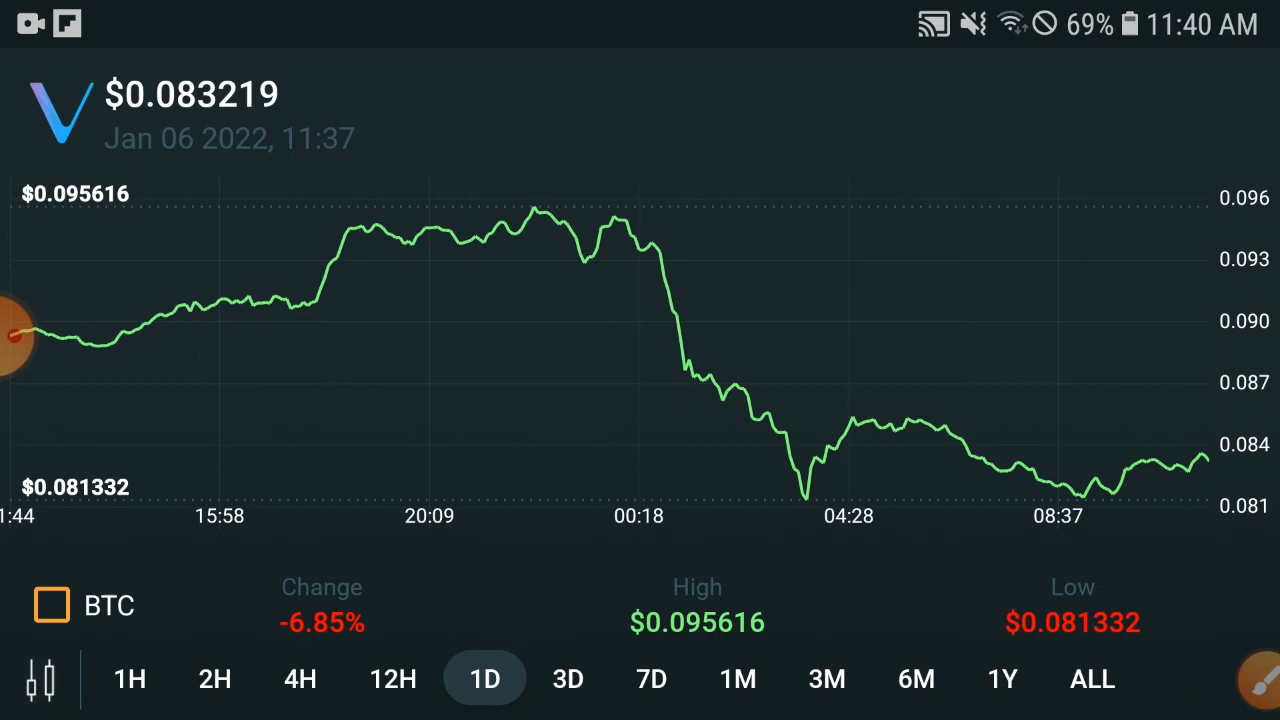 69% 11:40 AM
$0.083219
Jan 06 2022, 11:37
$0.095616
0.096
0.093
0.090
0.087
0.084
$0.081332
0.081
1:44 15:58 20:09 00:18 04:28 08:37
BTC
Change High Low
-6.85% $0.095616 $0.081332
1H 2H 4H 12H 1D 3D 7D 1M 3M 6M 1Y ALL